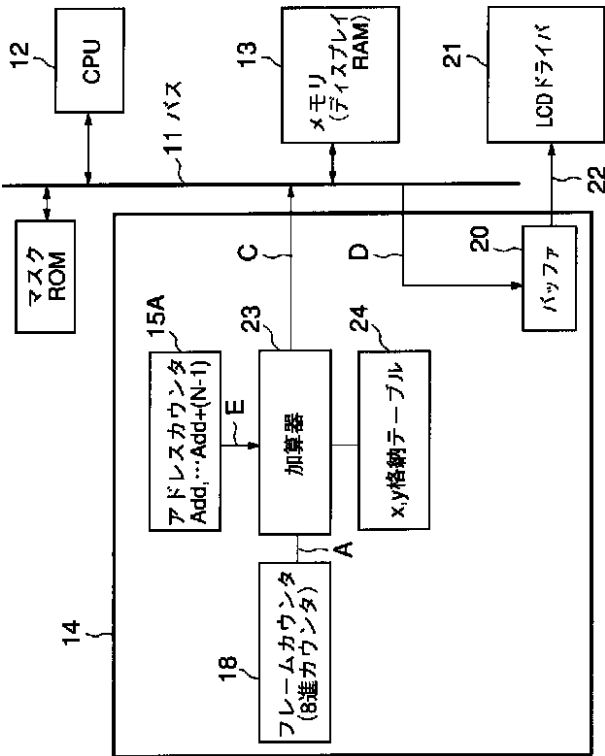 12
CPU
13
メモリ
(ディスプレイ
RAM)
21
LCDドライバ
11 バス
22
マスク
ROM
C
D
20
バッファ
15A
アドレスカウンタ
Add,…Add+(N-1)
E
23
加算器
24
x,y格納テーブル
A
14
18
フレームカウンタ
(8進カウンタ)